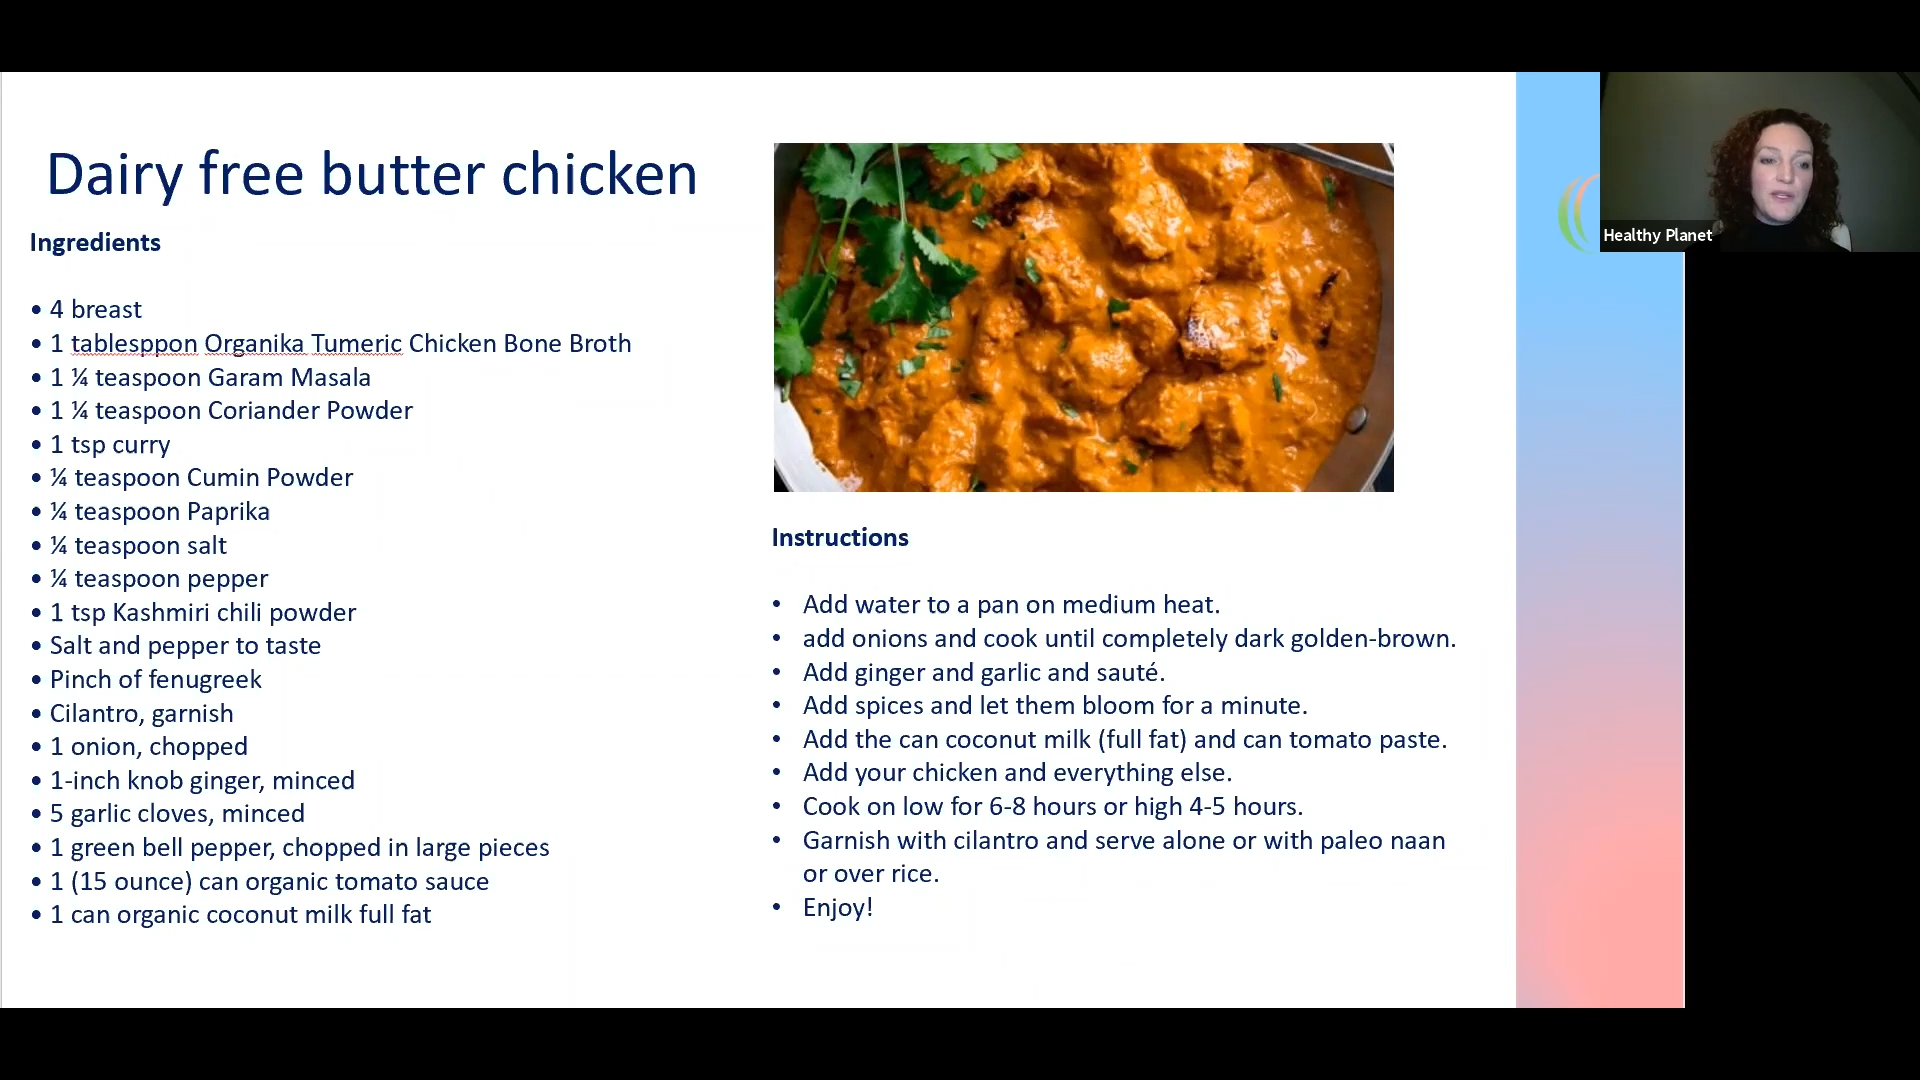 Dairy free butter chicken
Ingredients
• 4 breast
• 1 tablesppon Organika Tumeric Chicken Bone Broth
• 1 ¼ teaspoon Garam Masala
• 1 ¼ teaspoon Coriander Powder
• 1 tsp curry
• ¼ teaspoon Cumin Powder
• ¼ teaspoon Paprika
• ¼ teaspoon salt
• ¼ teaspoon pepper
• 1 tsp Kashmiri chili powder
• Salt and pepper to taste
• Pinch of fenugreek
• Cilantro, garnish
• 1 onion, chopped
• 1-inch knob ginger, minced
• 5 garlic cloves, minced
• 1 green bell pepper, chopped in large pieces
• 1 (15 ounce) can organic tomato sauce
• 1 can organic coconut milk full fat
Instructions
• Add water to a pan on medium heat.
• add onions and cook until completely dark golden-brown.
• Add ginger and garlic and sauté.
• Add spices and let them bloom for a minute.
• Add the can coconut milk (full fat) and can tomato paste.
• Add your chicken and everything else.
• Cook on low for 6-8 hours or high 4-5 hours.
• Garnish with cilantro and serve alone or with paleo naan
or over rice.
• Enjoy!
Healthy Planet